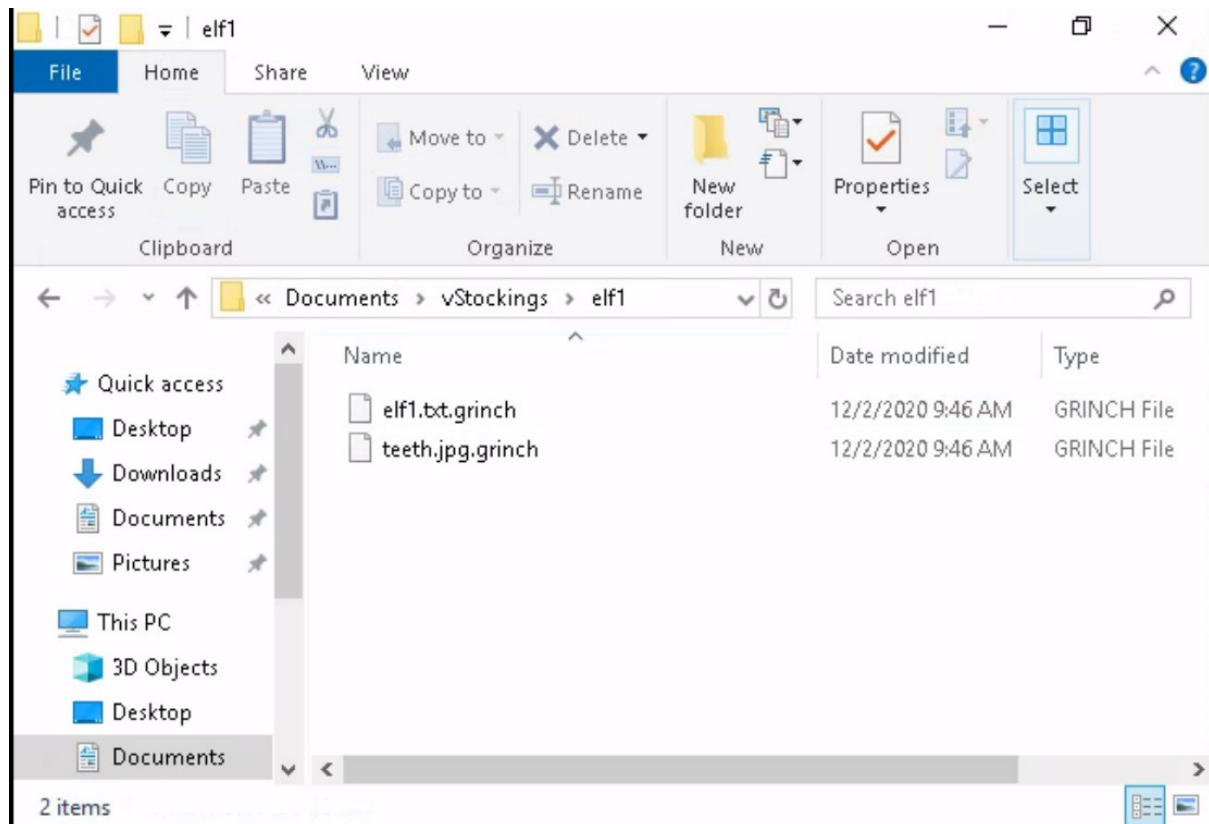 elf1
File Home Share View
Pin to Quick access
Copy
Paste
Clipboard
Move to
Copy to
Delete
Rename
Organize
New folder
New
Properties
Open
Select
« Documents > vStockings > elf1
Search elf1
Name Date modified Type
elf1.txt.grinch 12/2/2020 9:46 AM GRINCH File
teeth.jpg.grinch 12/2/2020 9:46 AM GRINCH File
Quick access
Desktop
Downloads
Documents
Pictures
This PC
3D Objects
Desktop
Documents
2 items